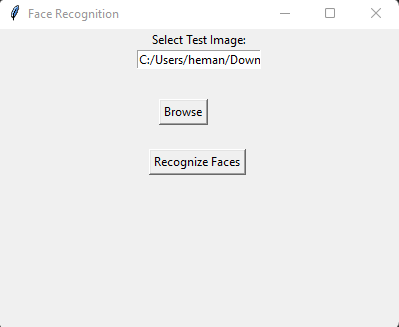 Face Recognition
Select Test Image:
C:/Users/heman/Down
Browse
Recognize Faces